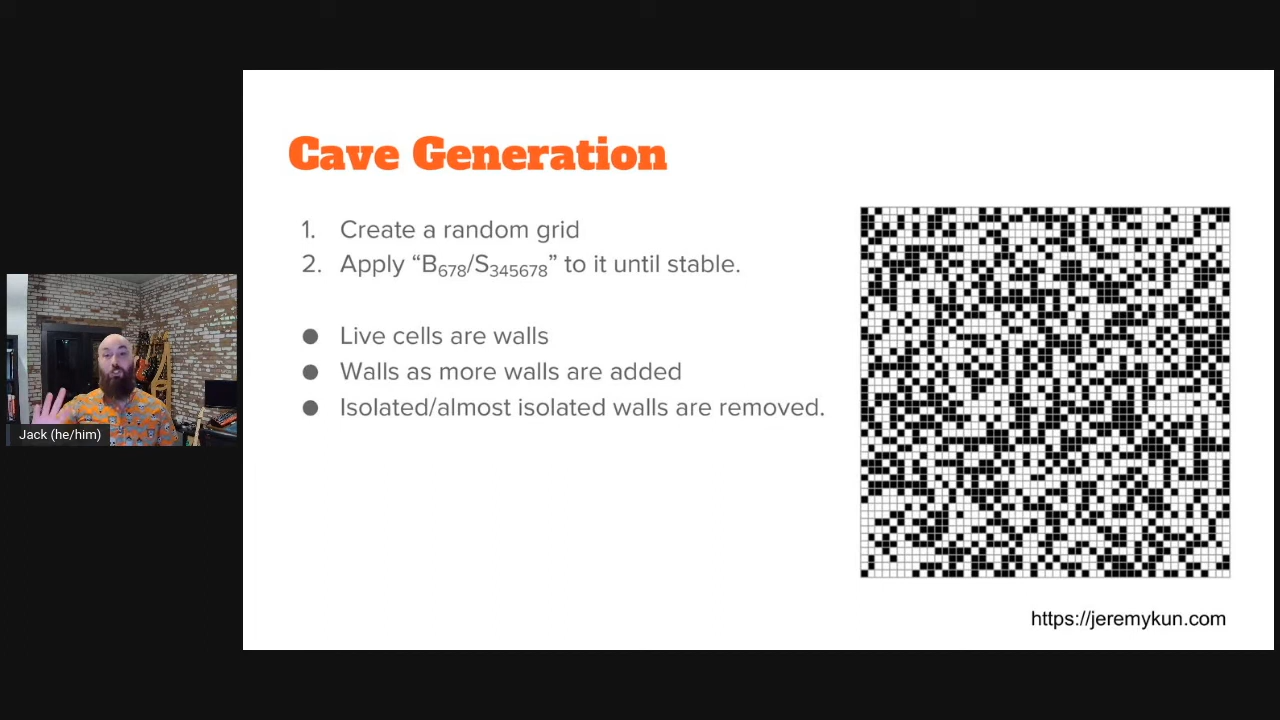 Cave Generation
1. Create a random grid
2. Apply “B678/S345678” to it until stable.
● Live cells are walls
● Walls as more walls are added
● Isolated/almost isolated walls are removed.
Jack (he/him)
https://jeremykun.com